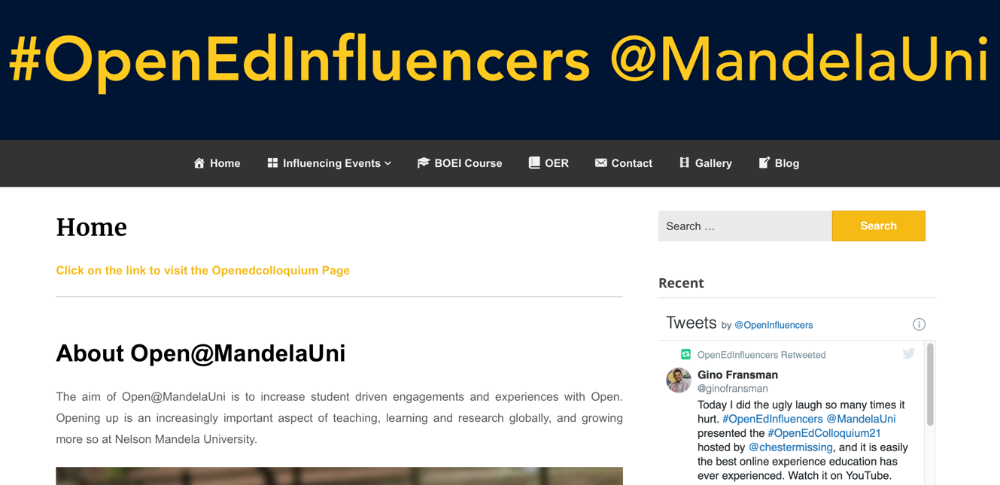 #OpenEdInfluencers @MandelaUni
Home
Influencing Events
BOEI Course
OER
Contact
Gallery
Blog
Home
Click on the link to visit the Openedcolloquium Page
About Open@MandelaUni
The aim of Open@MandelaUni is to increase student driven engagements and experiences with Open.
Opening up is an increasingly important aspect of teaching, learning and research globally, and growing
more so at Nelson Mandela University.
Search …
Search
Recent
Tweets by @OpenInfluencers
OpenEdInfluencers Retweeted
Gino Fransman
@ginofransman
Today I did the ugly laugh so many times it
hurt. #OpenEdInfluencers @MandelaUni
presented the #OpenEdColloquium21
hosted by @chestermissing, and it is easily
the best online experience education has
ever experienced. Watch it on YouTube.